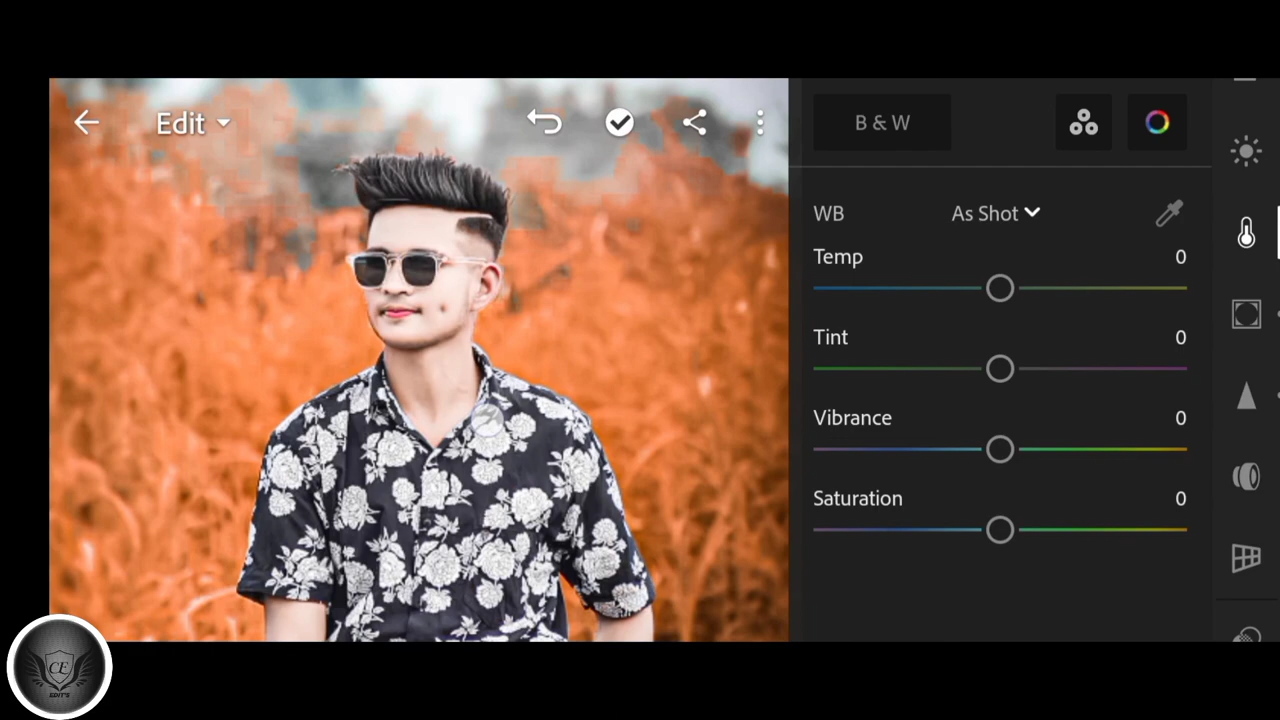 Edit
B & W
WB As Shot
Temp 0
Tint 0
Vibrance 0
Saturation 0
CE
EDIT'S